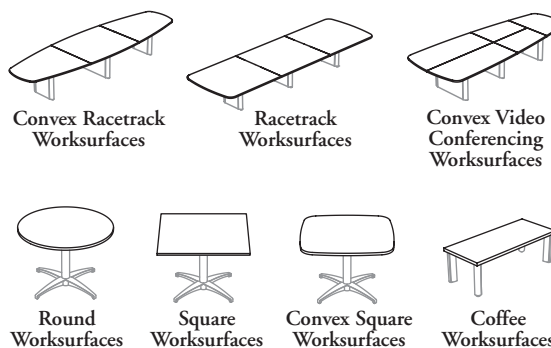 Convex Racetrack
Worksurfaces
Racetrack
Worksurfaces
Convex Video
Conferencing
Worksurfaces
Round
Worksurfaces
Square
Worksurfaces
Convex Square
Worksurfaces
Coffee
Worksurfaces